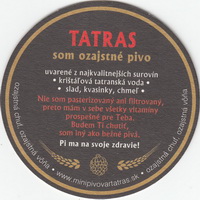 TATRAS
som ozajstné pivo
uvarené z najkvalitnejších surovín
• krištáľová tatranská voda •
• slad, kvasinky, chmeľ •
Nie som pasterizovaný ani filtrovaný,
preto mám v sebe všetky vitamíny
prospešné pre Teba.
Budem Ti chutiť,
som iný ako bežné pivá.
Pi ma na svoje zdravie!
ozajstná chuť, ozajstná vôňa
• www.minipivovartatras.sk •
ozajstná chuť, ozajstná vôňa